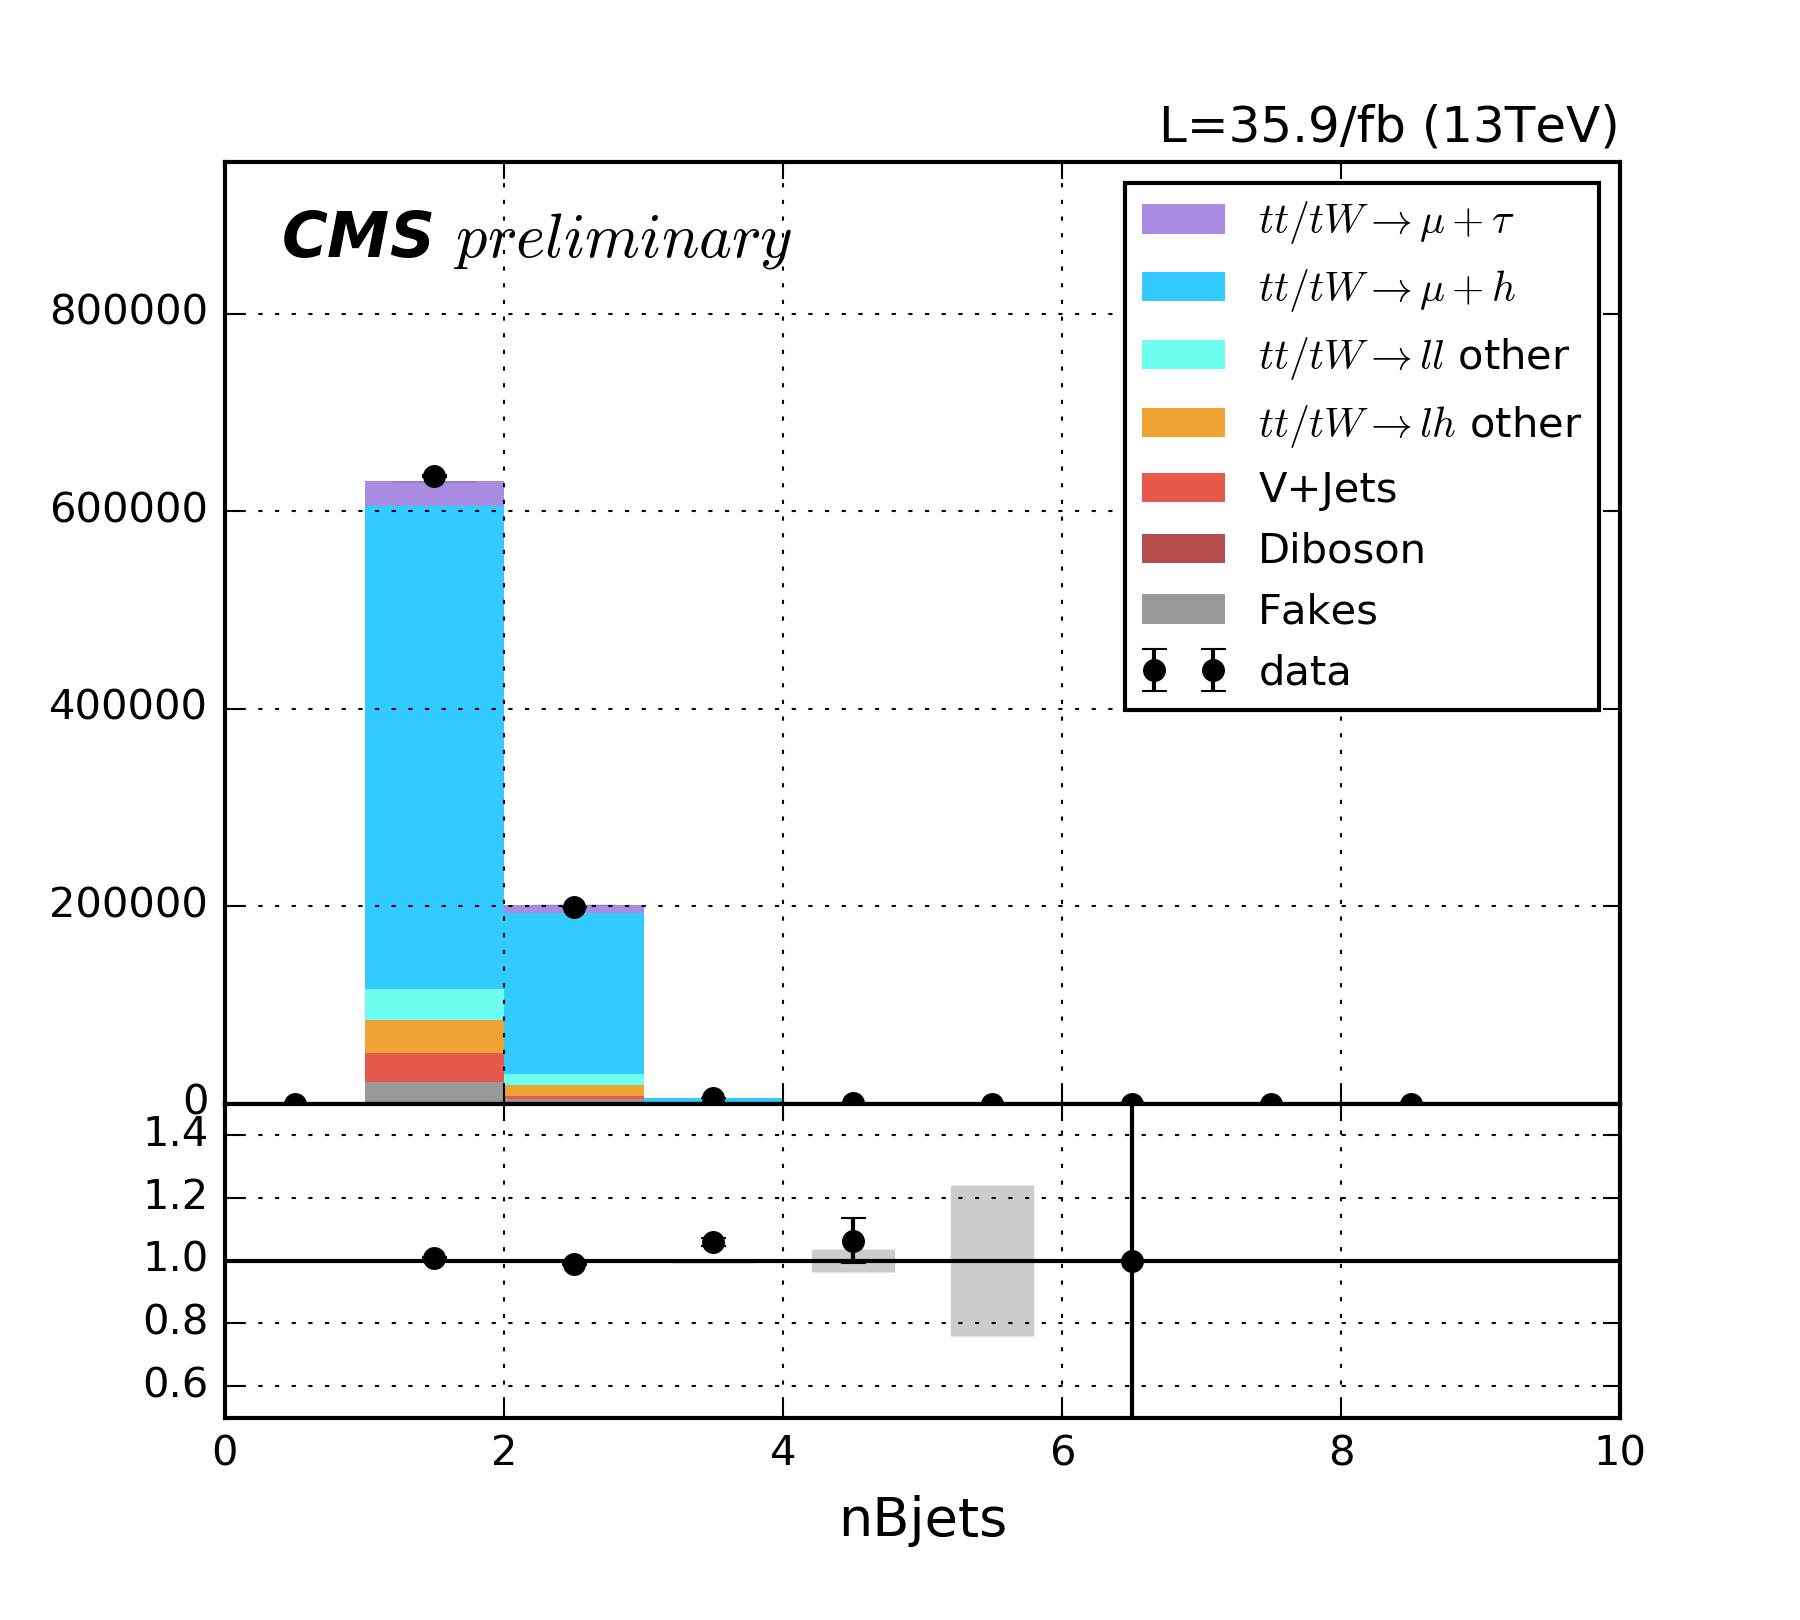 L=35.9/fb (13TeV)
CMS preliminary
tt/tW→μ+τ
tt/tW→μ+h
tt/tW→ll other
tt/tW→lh other
V+Jets
Diboson
Fakes
data
800000
600000
400000
200000
0
1.4
1.2
1.0
0.8
0.6
0 2 4 6 8 10
nBjets